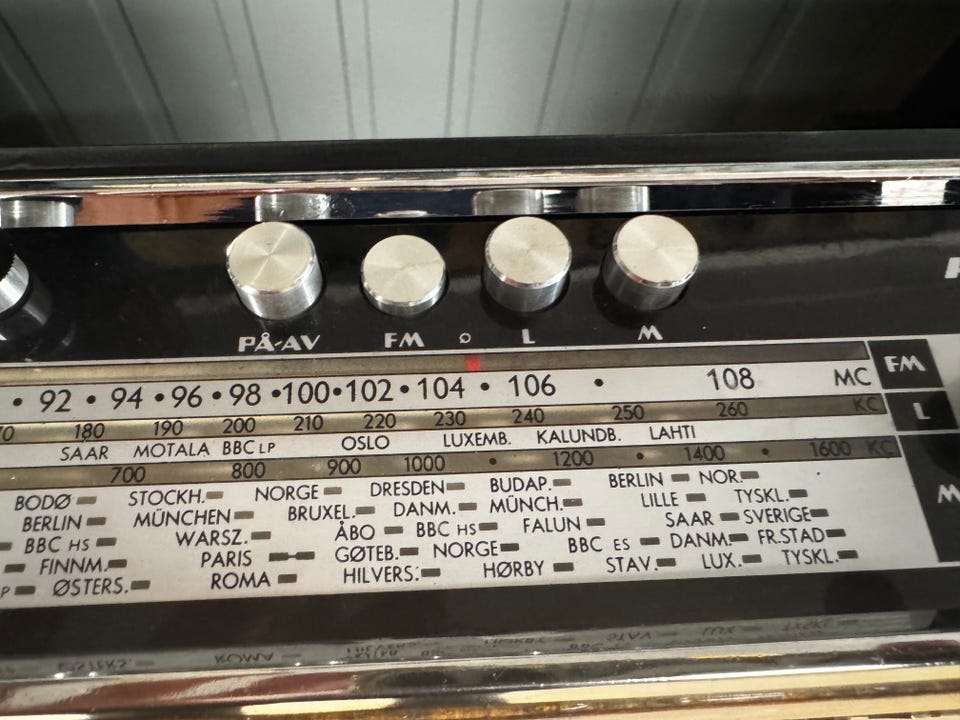 PÅ-AV FM L M
• 92 • 94 • 96 • 98 • 100 • 102 • 104 • 106 • 108 MC FM
180 190 200 210 220 230 240 250 260 KC L
SAAR MOTALA BBC LP OSLO LUXEMB. KALUNDB. LAHTI
700 800 900 1000 • 1200 • 1400 • 1600 KC
BODØ STOCKH. NORGE DRESDEN BUDAP. BERLIN NOR. M
BERLIN MÜNCHEN BRUXEL. DANM. MÜNCH. LILLE TYSKL.
BBC HS WARSZ. ÅBO BBC HS FALUN SAAR SVERIGE
FINNM. PARIS GØTEB. NORGE BBC ES DANM. FR.STAD
ØSTERS. ROMA HILVERS. HØRBY STAV. LUX. TYSKL.